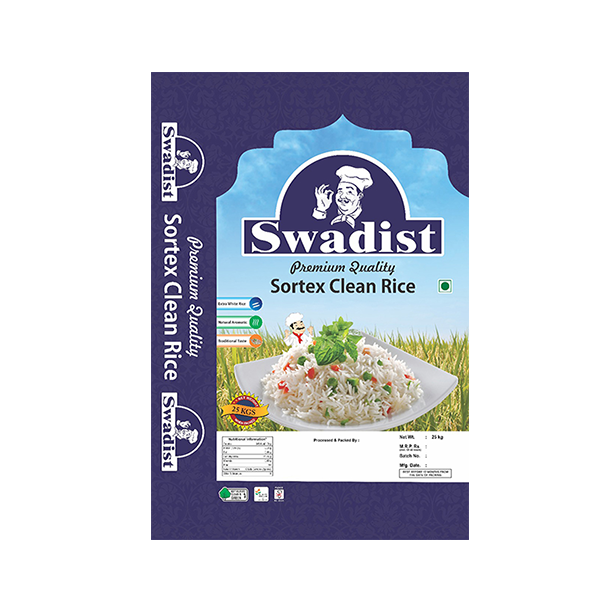 Swadist
Premium Quality
Sortex Clean Rice
Swadist
Swadist
Premium Quality
Sortex Clean Rice
Extra White Rice
Natural Aromatic
Traditional Taste
25 KGS
Nutritional Information
Processed & Packed By :
Net Wt. : 25 kg
M.R.P. Rs. :
Batch No. :
Mfg. Date. :